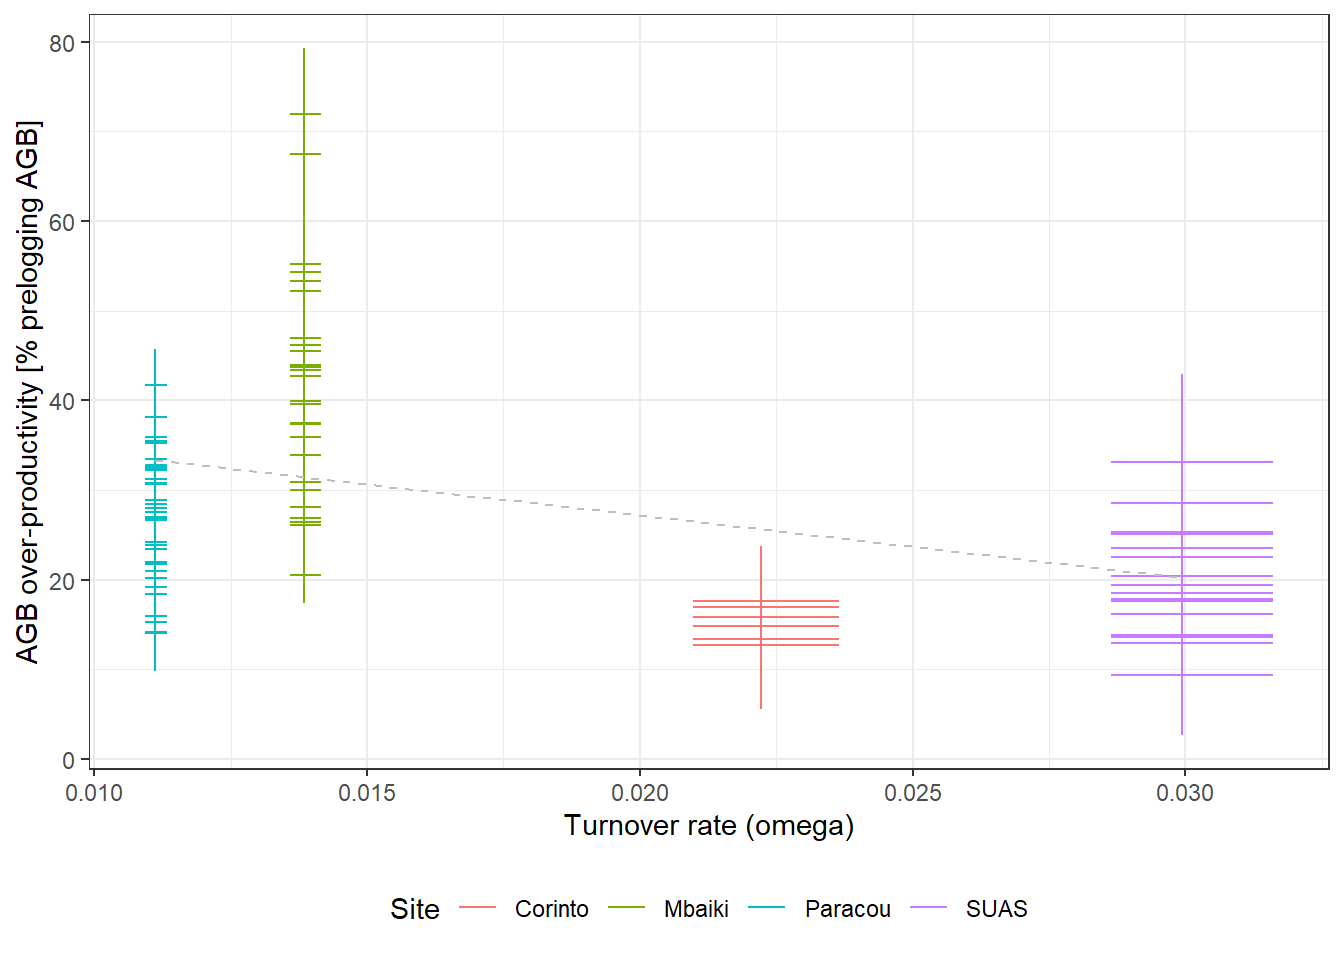 AGB over-productivity [% prelogging AGB]
80
60
40
20
0
0.010 0.015 0.020 0.025 0.030
Turnover rate (omega)
Site Corinto Mbaiki Paracou SUAS